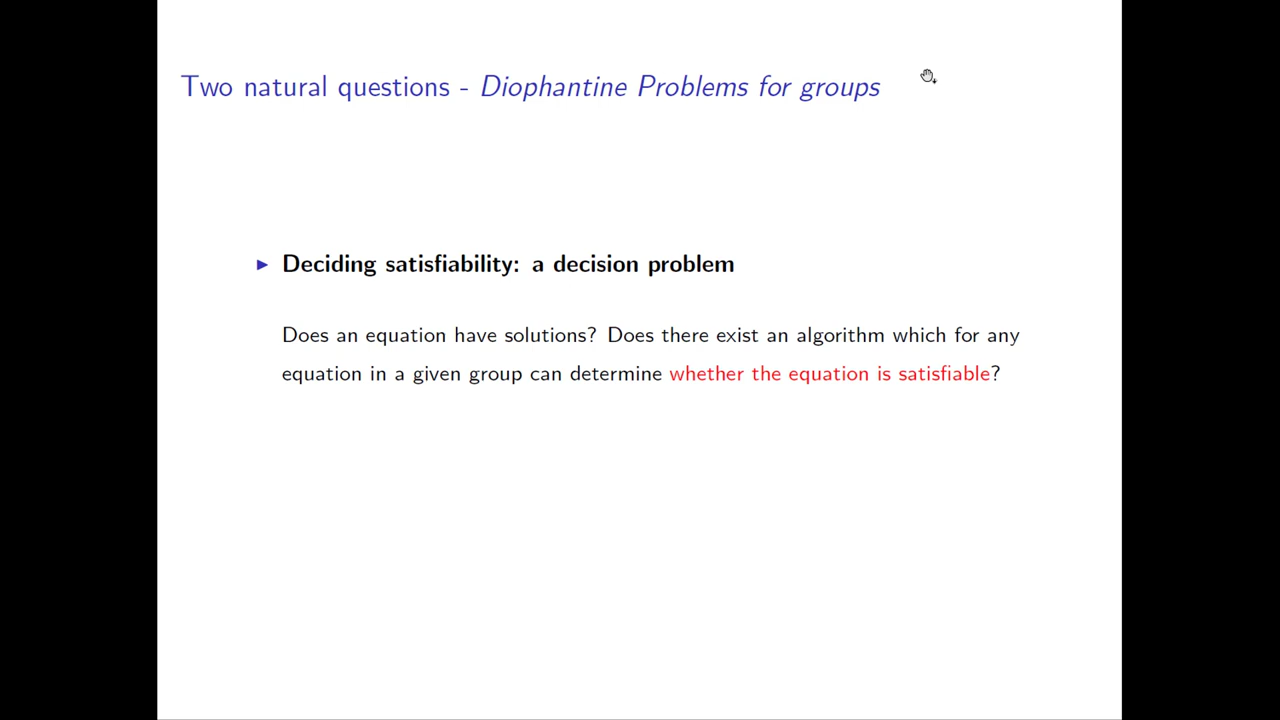 Two natural questions - Diophantine Problems for groups
▶ Deciding satisfiability: a decision problem
Does an equation have solutions? Does there exist an algorithm which for any
equation in a given group can determine whether the equation is satisfiable?